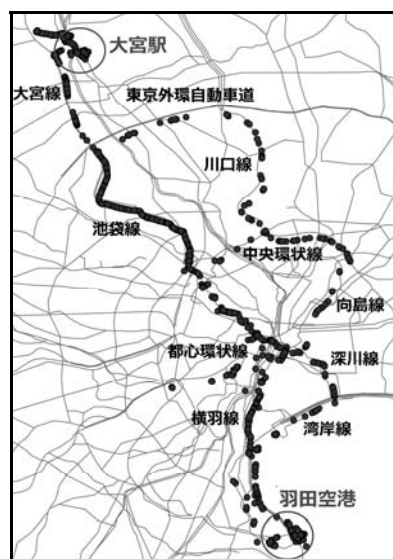 大宮駅
大宮線
東京外環自動車道
川口線
池袋線
中央環状線
向島線
都心環状線
深川線
横羽線
湾岸線
羽田空港